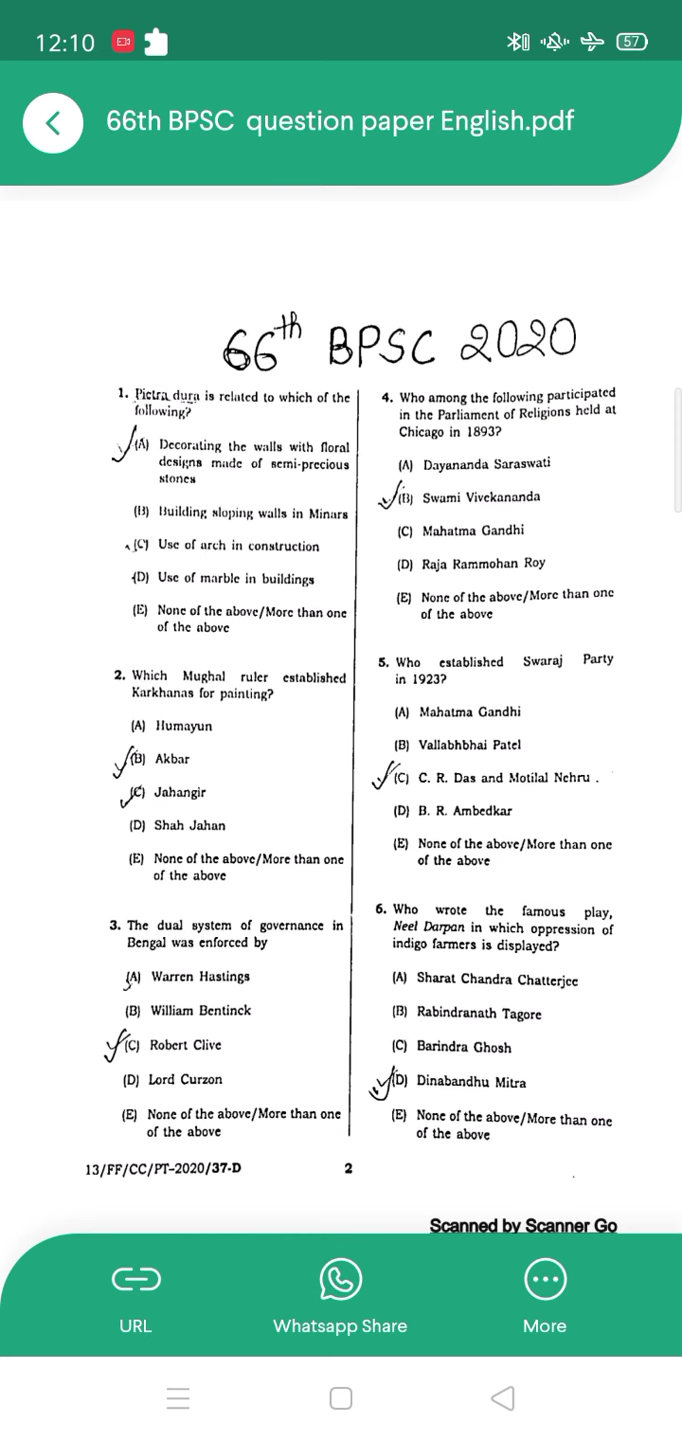 12:10
57
66th BPSC question paper English.pdf
66th BPSC 2020
1. Pietra dura is related to which of the
following?
(A) Decorating the walls with floral
designs made of semi-precious
stones
(B) Building sloping walls in Minars
(C) Use of arch in construction
(D) Use of marble in buildings
(E) None of the above/More than one
of the above
2. Which Mughal ruler established
Karkhanas for painting?
(A) Humayun
(B) Akbar
(C) Jahangir
(D) Shah Jahan
(E) None of the above/More than one
of the above
3. The dual system of governance in
Bengal was enforced by
(A) Warren Hastings
(B) William Bentinck
(C) Robert Clive
(D) Lord Curzon
(E) None of the above/More than one
of the above
4. Who among the following participated
in the Parliament of Religions held at
Chicago in 1893?
(A) Dayananda Saraswati
(B) Swami Vivekananda
(C) Mahatma Gandhi
(D) Raja Rammohan Roy
(E) None of the above/More than one
of the above
5. Who established Swaraj Party
in 1923?
(A) Mahatma Gandhi
(B) Vallabhbhai Patel
(C) C. R. Das and Motilal Nehru .
(D) B. R. Ambedkar
(E) None of the above/More than one
of the above
6. Who wrote the famous play,
Neel Darpan in which oppression of
indigo farmers is displayed?
(A) Sharat Chandra Chatterjee
(B) Rabindranath Tagore
(C) Barindra Ghosh
(D) Dinabandhu Mitra
(E) None of the above/More than one
of the above
13/FF/CC/PT-2020/37-D
2
Scanned by Scanner Go
URL
Whatsapp Share
More